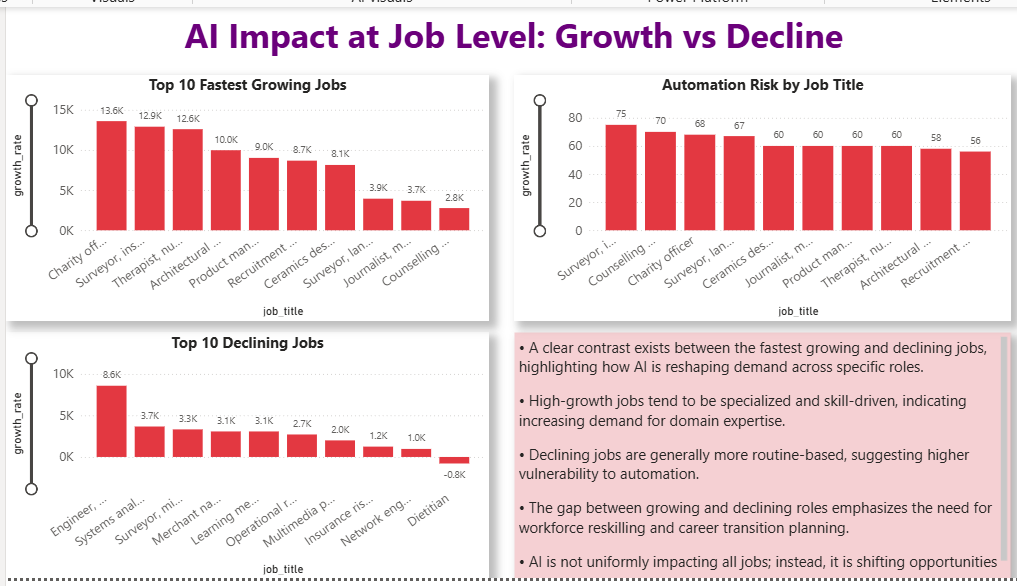 AI Impact at Job Level: Growth vs Decline
Top 10 Fastest Growing Jobs
growth_rate
15K
10K
5K
0K
13.6K
12.9K
12.6K
10.0K
9.0K
8.7K
8.1K
3.9K
3.7K
2.8K
Charity off...
Surveyor, ins...
Therapist, nu...
Architectural ...
Product man...
Recruitment ...
Ceramics des...
Surveyor, lan...
Journalist, m...
Counselling ...
job_title
Automation Risk by Job Title
growth_rate
80
60
40
20
0
75
70
68
67
60
60
60
60
58
56
Surveyor, i...
Counselling ...
Charity officer
Surveyor, lan...
Ceramics des...
Journalist, m...
Product man...
Therapist, nu...
Architectural ...
Recruitment ...
job_title
Top 10 Declining Jobs
growth_rate
10K
5K
0K
8.6K
3.7K
3.3K
3.1K
3.1K
2.7K
2.0K
1.2K
1.0K
-0.8K
Engineer, ...
Systems anal...
Surveyor, mi...
Merchant na...
Learning me...
Operational r...
Multimedia p...
Insurance ris...
Network eng...
Dietitian
job_title
• A clear contrast exists between the fastest growing and declining jobs,
highlighting how AI is reshaping demand across specific roles.
• High-growth jobs tend to be specialized and skill-driven, indicating
increasing demand for domain expertise.
• Declining jobs are generally more routine-based, suggesting higher
vulnerability to automation.
• The gap between growing and declining roles emphasizes the need for
workforce reskilling and career transition planning.
• AI is not uniformly impacting all jobs; instead, it is shifting opportunities